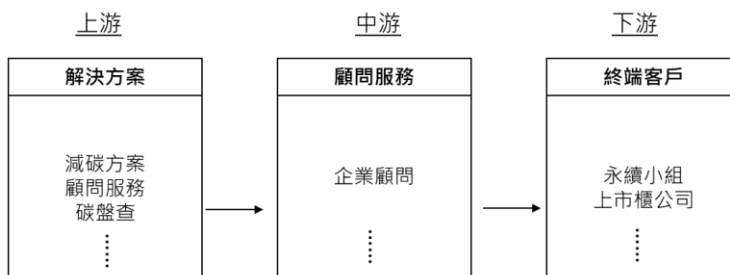 上游
中游
下游
解決方案
顧問服務
終端客戶
減碳方案
顧問服務
碳盤查
企業顧問
永續小組
上市櫃公司